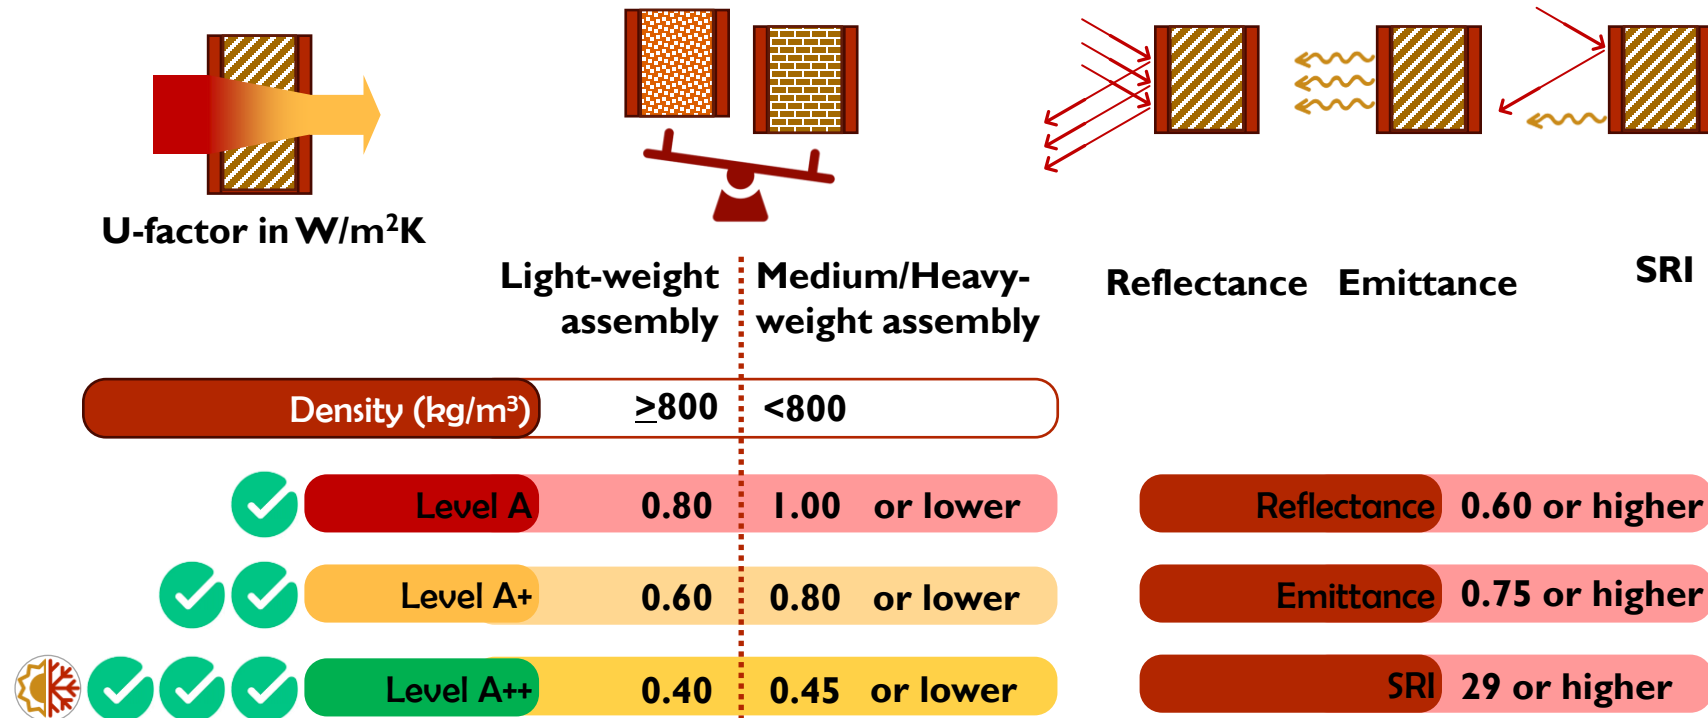 U-factor in W/m²K
Light-weight assembly
Medium/Heavy-weight assembly
Reflectance
Emittance
SRI
Density (kg/m³) ≥800 <800
Level A 0.80 1.00 or lower
Reflectance 0.60 or higher
Level A+ 0.60 0.80 or lower
Emittance 0.75 or higher
Level A++ 0.40 0.45 or lower
SRI 29 or higher